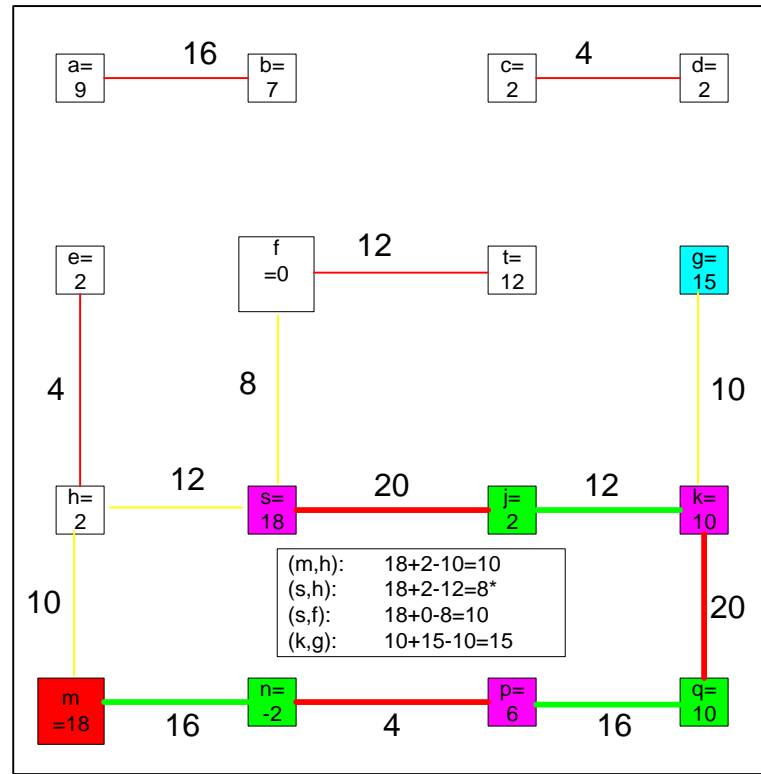 16
4
a=
9
b=
7
c=
2
d=
2
e=
2
f
=0
12
t=
12
g=
15
4
8
10
h=
2
12
s=
18
20
j=
2
12
k=
10
(m,h): 18+2-10=10
(s,h): 18+2-12=8*
(s,f): 18+0-8=10
(k,g): 10+15-10=15
10
20
m
=18
16
n=
-2
4
p=
6
16
q=
10